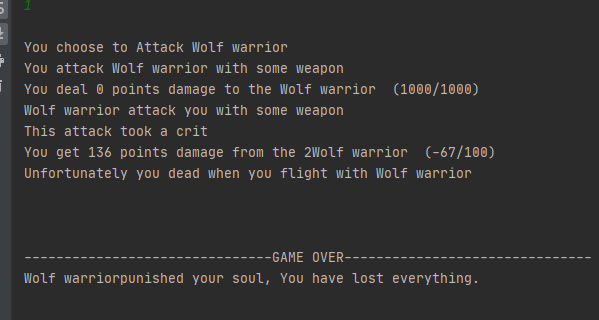 1
You choose to Attack Wolf warrior
You attack Wolf warrior with some weapon
You deal 0 points damage to the Wolf warrior  (1000/1000)
Wolf warrior attack you with some weapon
This attack took a crit
You get 136 points damage from the 2Wolf warrior  (-67/100)
Unfortunately you dead when you flight with Wolf warrior
-------------------------------GAME OVER-------------------------------
Wolf warriorpunished your soul, You have lost everything.